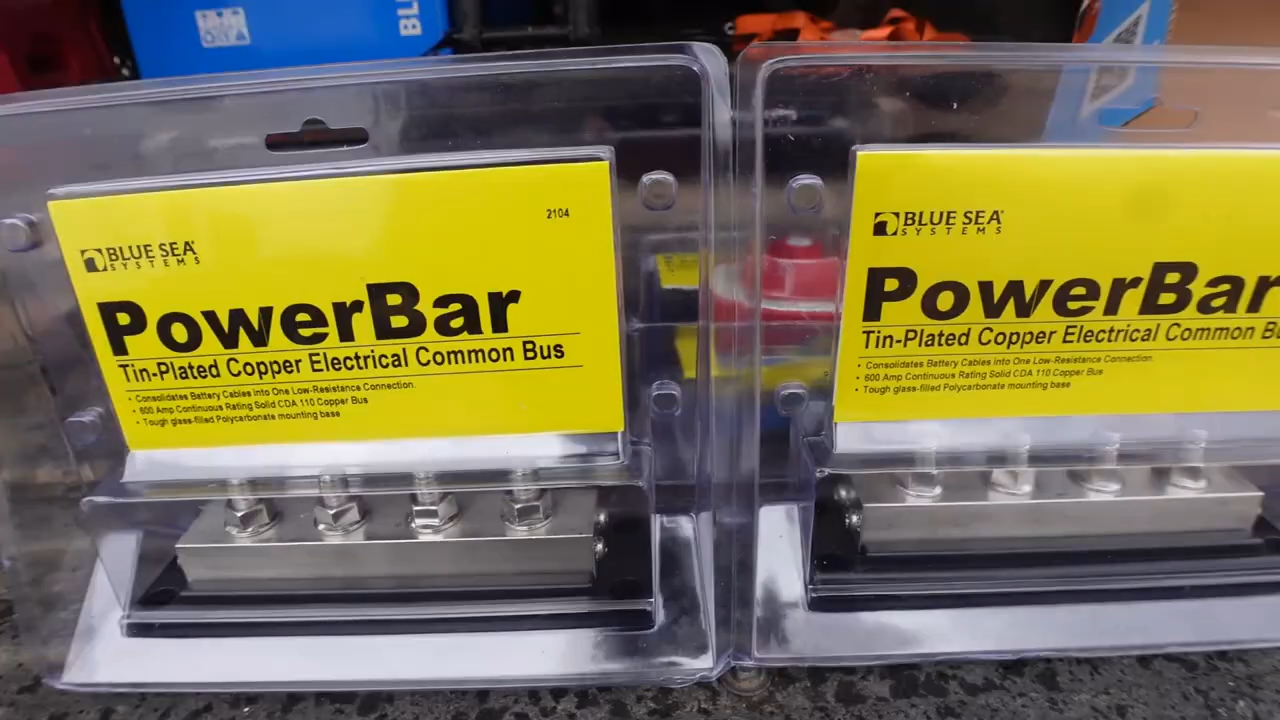 BL
2104
BLUE SEA
SYSTEMS
PowerBar
Tin-Plated Copper Electrical Common Bus
• Consolidates Battery Cables into One Low-Resistance Connection.
• 600 Amp Continuous Rating Solid CDA 110 Copper Bus
• Tough glass-filled Polycarbonate mounting base
BLUE SEA
SYSTEMS
PowerBar
Tin-Plated Copper Electrical Common Bu
• Consolidates Battery Cables into One Low-Resistance Connection.
• 600 Amp Continuous Rating Solid CDA 110 Copper Bus
• Tough glass-filled Polycarbonate mounting base